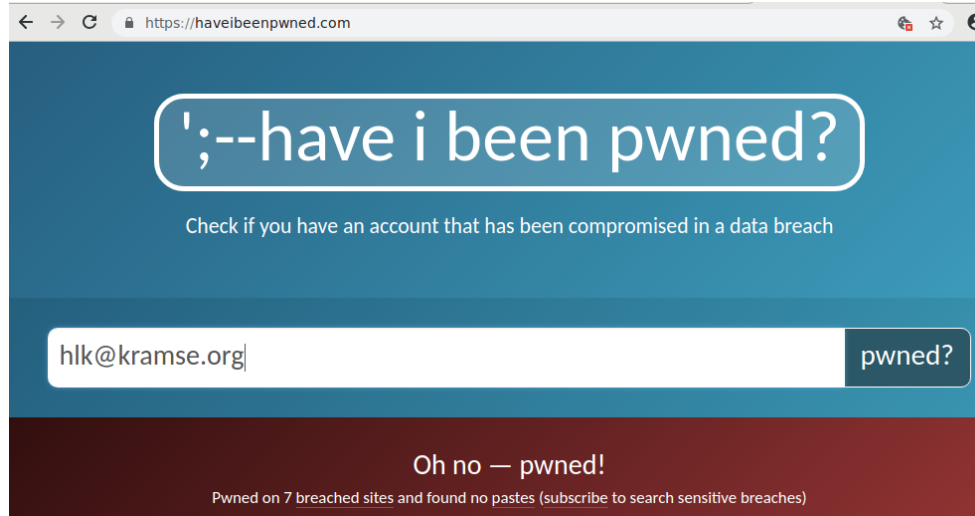 https://haveibeenpwned.com
';--have i been pwned?
Check if you have an account that has been compromised in a data breach
hlk@kramse.org
pwned?
Oh no — pwned!
Pwned on 7 breached sites and found no pastes (subscribe to search sensitive breaches)